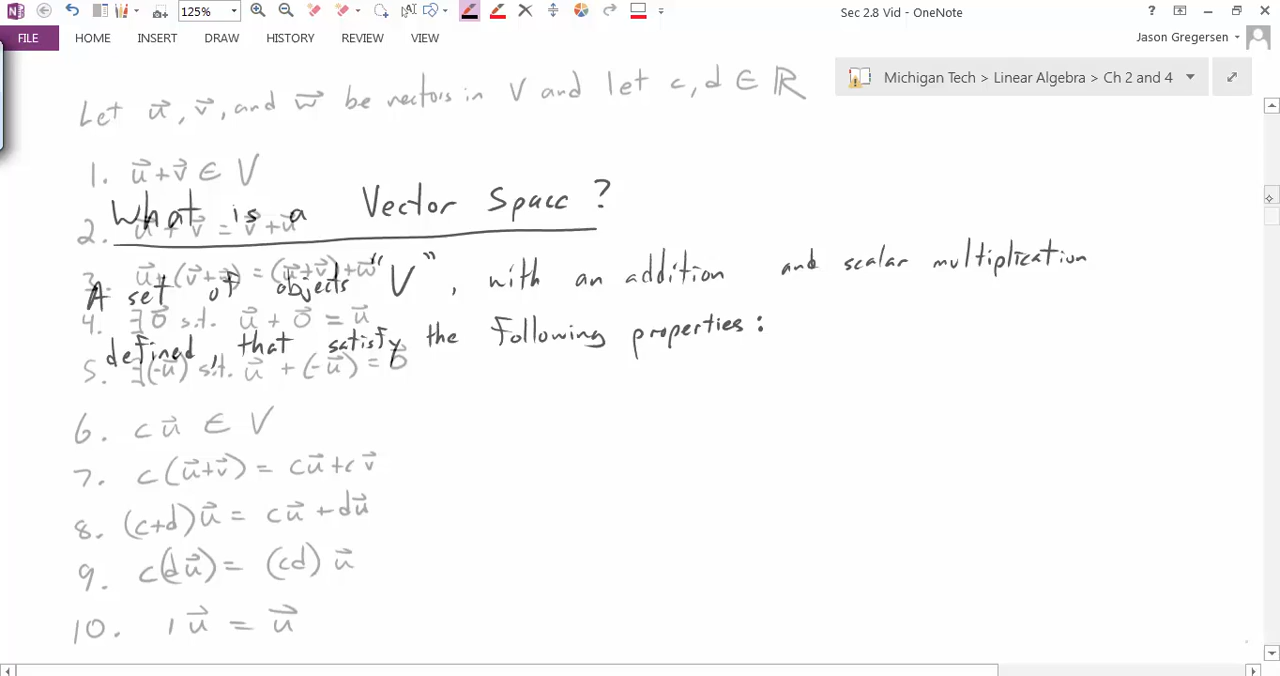 125%
Sec 2.8 Vid - OneNote
FILE HOME INSERT DRAW HISTORY REVIEW VIEW
Jason Gregersen
Michigan Tech > Linear Algebra > Ch 2 and 4
Let u⃗, v⃗, and w⃗ be vectors in V and let c, d ∈ ℝ
1. u⃗ + v⃗ ∈ V
What is a Vector Space?
2. u⃗ + v⃗ = v⃗ + u⃗
3. u⃗ + (v⃗ + w⃗) = (u⃗ + v⃗) + w⃗
A set of objects "V", with an addition and scalar multiplication
4. ∃ 0⃗ s.t. u⃗ + 0⃗ = u⃗
defined, that satisfy the following properties:
5. ∃(-u⃗) s.t. u⃗ + (-u⃗) = 0⃗
6. c u⃗ ∈ V
7. c(u⃗+v⃗) = cu⃗ + cv⃗
8. (c+d)u⃗ = cu⃗ + du⃗
9. c(du⃗) = (cd) u⃗
10. 1u⃗ = u⃗